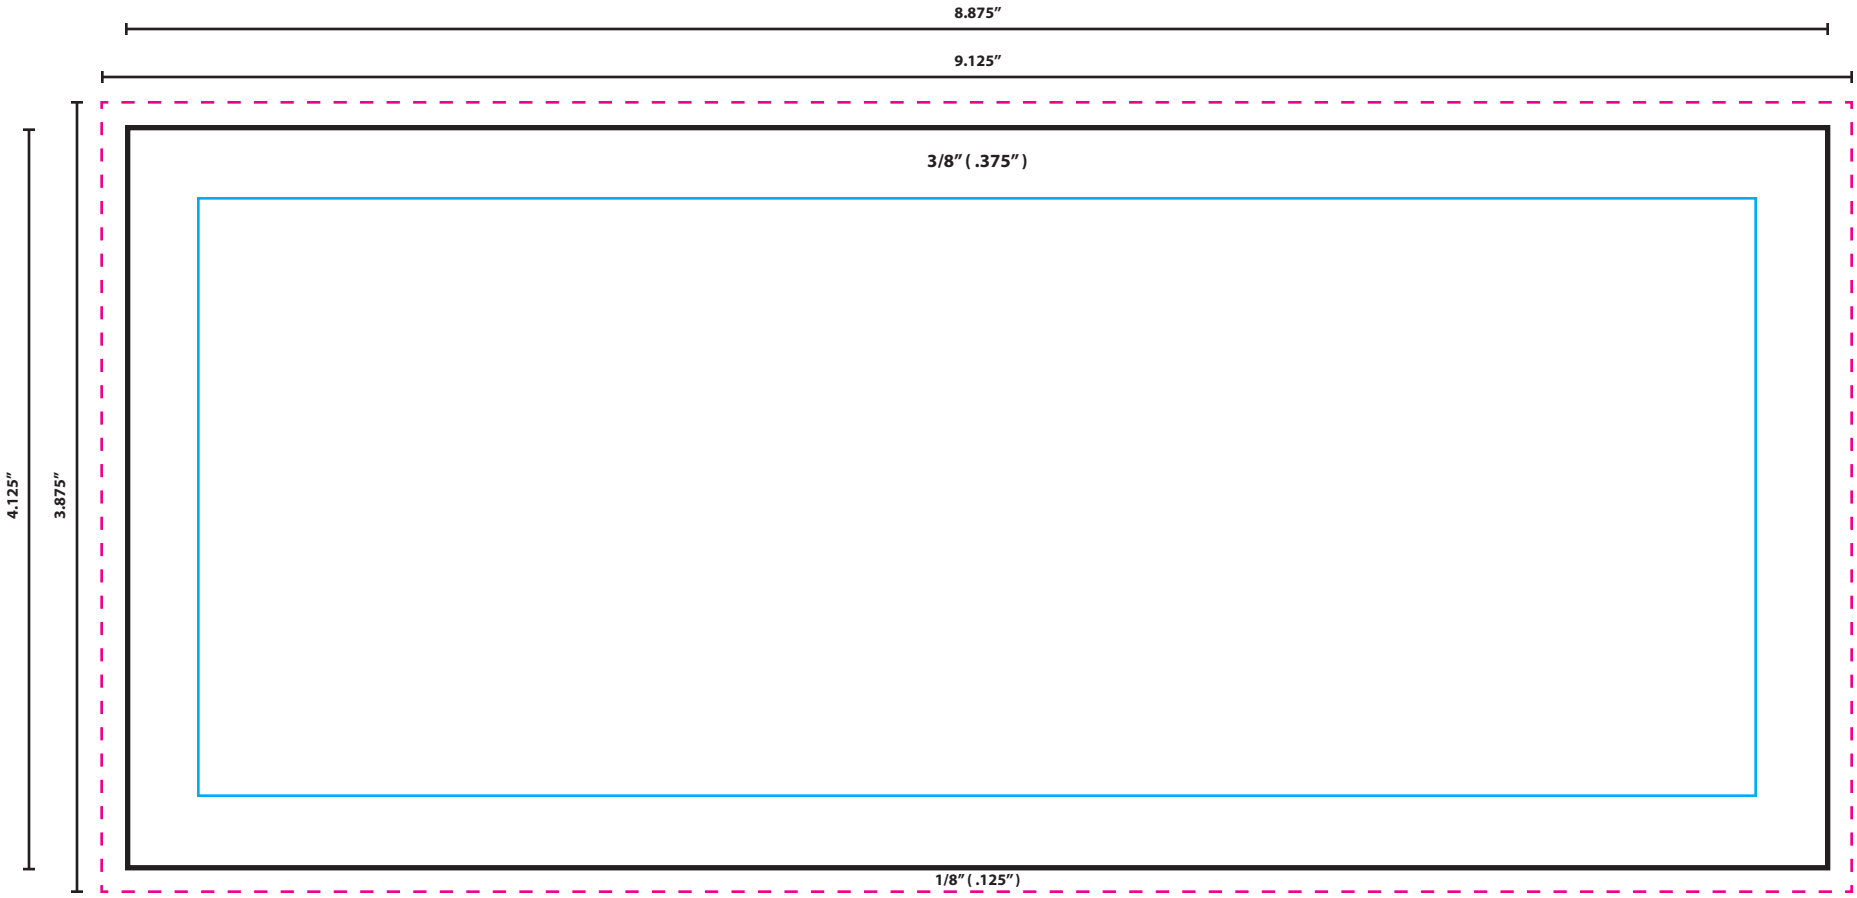 8.875”
9.125”
3/8” ( .375” )
4.125”
3.875”
1/8” ( .125” )